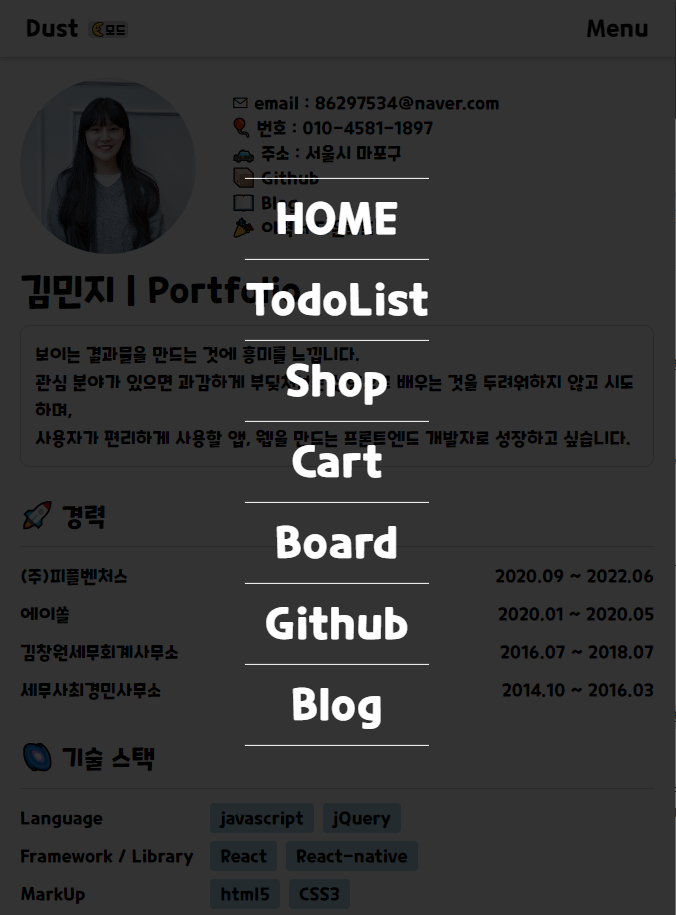 Dust 모드 Menu
email : 86297534@naver.com
번호 : 010-4581-1897
주소 : 서울시 마포구
Github
HOME
김민지 | Portfolio
TodoList
보이는 결과물을 만드는 것에 흥미를 느낍니다.
관심 분야가 있으면 과감하게 배우는 것을 두려워하지 않고 시도
하며,
Shop
사용자가 편리하게 사용할 앱, 웹을 만드는 프론트엔드 개발자로 성장하고 싶습니다.
Cart
경력
Board
(주)피플벤처스 2020.09 ~ 2022.06
에이쏠 2020.01 ~ 2020.05
Github
김창원세무회계사무소 2016.07 ~ 2018.07
세무사최경민사무소 2014.10 ~ 2016.03
Blog
기술 스택
Language javascript jQuery
Framework / Library React React-native
MarkUp html5 CSS3